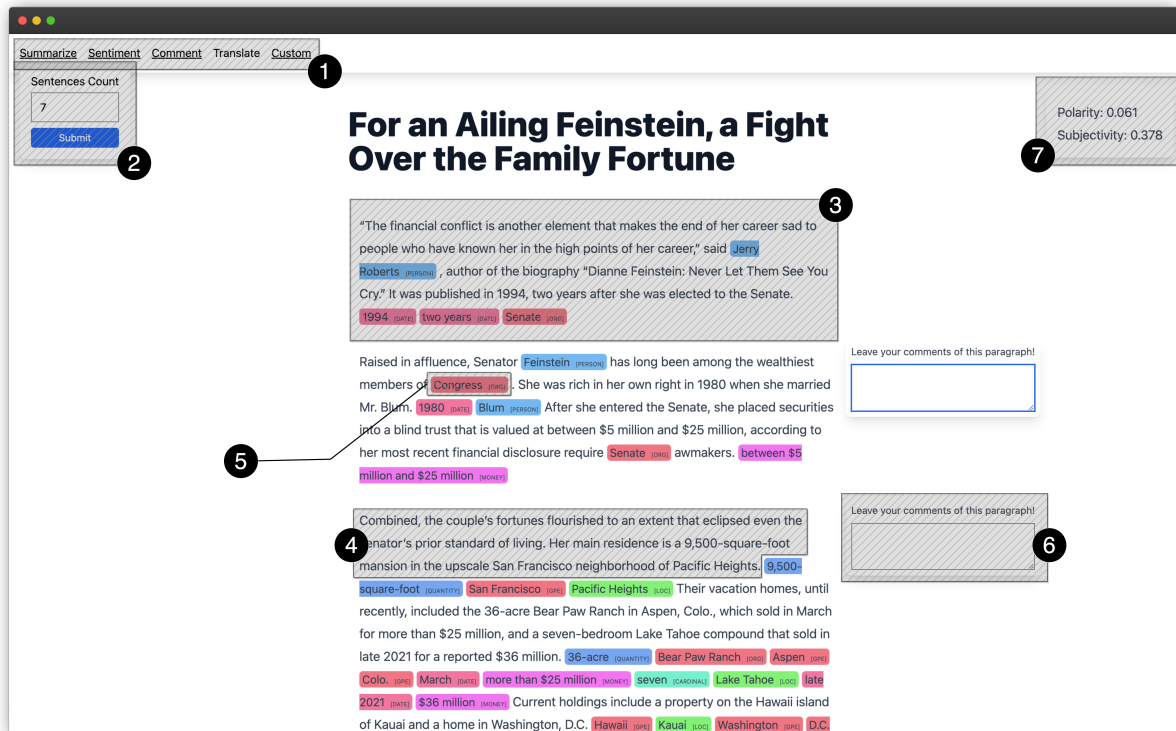 Summarize Sentiment Comment Translate Custom
1
Sentences Count
7
Submit
2
For an Ailing Feinstein, a Fight
Over the Family Fortune
Polarity: 0.061
Subjectivity: 0.378
7
3
“The financial conflict is another element that makes the end of her career sad to
people who have known her in the high points of her career,” said Jerry
Roberts [PERSON] , author of the biography “Dianne Feinstein: Never Let Them See You
Cry.” It was published in 1994, two years after she was elected to the Senate.
1994 [DATE] two years [DATE] Senate [ORG]
Raised in affluence, Senator Feinstein [PERSON] has long been among the wealthiest
members of Congress [ORG] . She was rich in her own right in 1980 when she married
Mr. Blum. 1980 [DATE] Blum [PERSON] After she entered the Senate, she placed securities
into a blind trust that is valued at between $5 million and $25 million, according to
her most recent financial disclosure require Senate [ORG] awmakers. between $5
million and $25 million [MONEY]
Leave your comments of this paragraph!
5
Combined, the couple’s fortunes flourished to an extent that eclipsed even the
senator’s prior standard of living. Her main residence is a 9,500-square-foot
mansion in the upscale San Francisco neighborhood of Pacific Heights. 9,500-
square-foot [QUANTITY] San Francisco [GPE] Pacific Heights [LOC] Their vacation homes, until
recently, included the 36-acre Bear Paw Ranch in Aspen, Colo., which sold in March
for more than $25 million, and a seven-bedroom Lake Tahoe compound that sold in
late 2021 for a reported $36 million. 36-acre [QUANTITY] Bear Paw Ranch [ORG] Aspen [GPE]
Colo. [GPE] March [DATE] more than $25 million [MONEY] seven [CARDINAL] Lake Tahoe [LOC] late
2021 [DATE] $36 million [MONEY] Current holdings include a property on the Hawaii island
of Kauai and a home in Washington, D.C. Hawaii [GPE] Kauai [LOC] Washington [GPE] D.C.
4
Leave your comments of this paragraph!
6